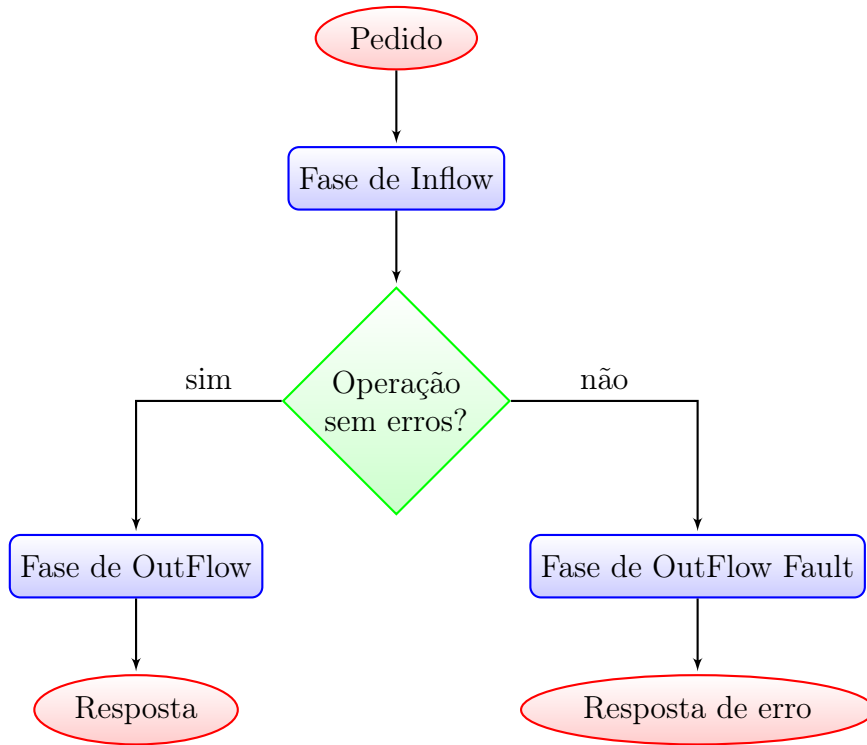 Pedido
Fase de Inflow
sim
Operação
sem erros?
não
Fase de OutFlow
Fase de OutFlow Fault
Resposta
Resposta de erro